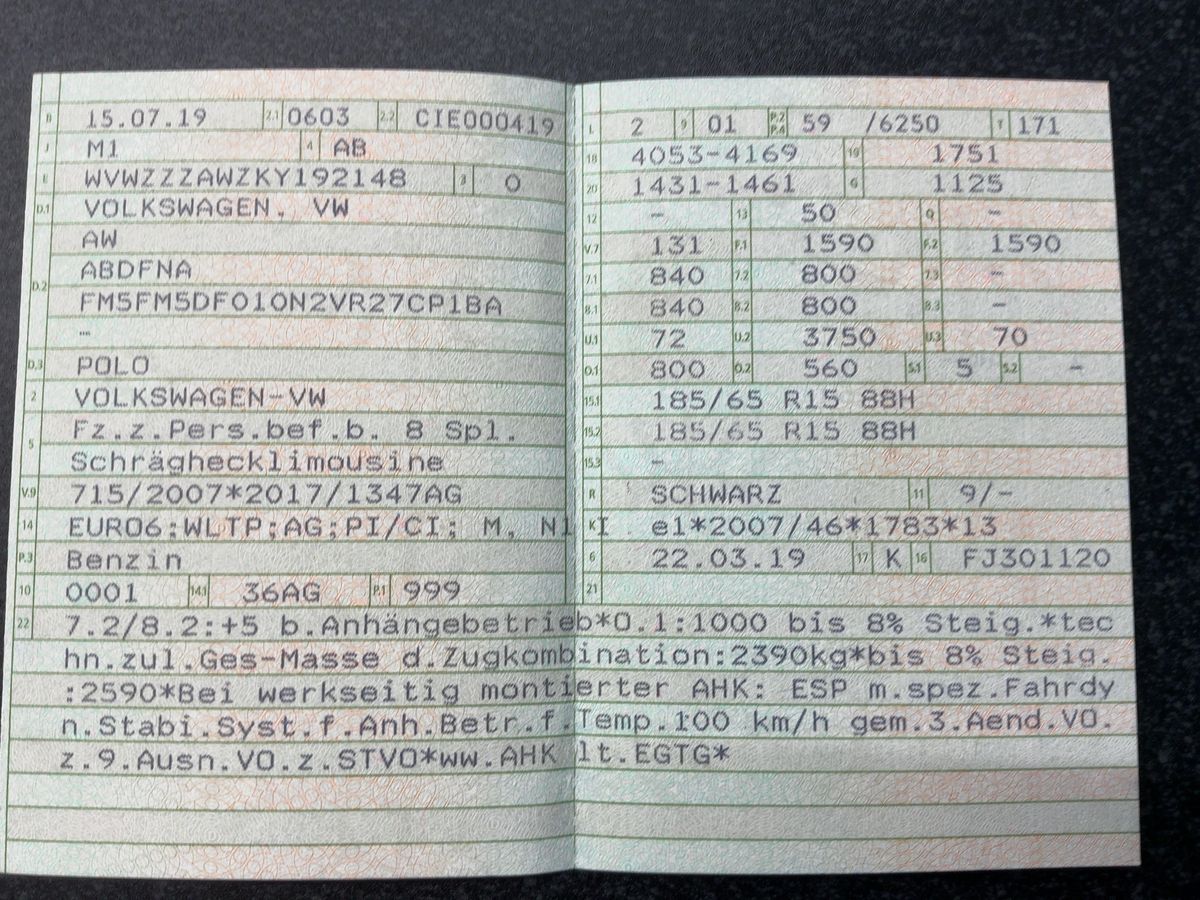 B 15.07.19 2.1 0603 2.2 CIE000419
J M1 4 AB
E WVWZZZAWZKY192148 3 0
D.1 VOLKSWAGEN, VW
AW
D.2 ABDFNA
FM5FM5DF010N2VR27CP1BA
–
D.3 POLO
2 VOLKSWAGEN-VW
5 Fz.z.Pers.bef.b. 8 Spl.
Schräghecklimousine
V.9 715/2007*2017/1347AG
14 EURO6;WLTP;AG;PI/CI; M, N1 I
P.3 Benzin
10 0001 14.1 36AG P.1 999
L 2 9 01 P.2 P.4 59 /6250 T 171
18 4053-4169 19 1751
20 1431-1461 G 1125
12 – 13 50 Q –
V.7 131 F.1 1590 F.2 1590
7.1 840 7.2 800 7.3 –
8.1 840 8.2 800 8.3 –
U.1 72 U.2 3750 U.3 70
O.1 800 O.2 560 S.1 5 S.2 –
15.1 185/65 R15 88H
15.2 185/65 R15 88H
15.3 –
R SCHWARZ 11 9/-
K e1*2007/46*1783*13
6 22.03.19 17 K 16 FJ301120
21
22 7.2/8.2:+5 b.Anhängebetrieb*O.1:1000 bis 8% Steig.*tec
hn.zul.Ges-Masse d.Zugkombination:2390kg*bis 8% Steig.
:2590*Bei werkseitig montierter AHK: ESP m.spez.Fahrdy
n.Stabi.Syst.f.Anh.Betr.f.Temp.100 km/h gem.3.Aend.VO.
z.9.Ausn.VO.z.STVO*ww.AHK lt.EGTG*